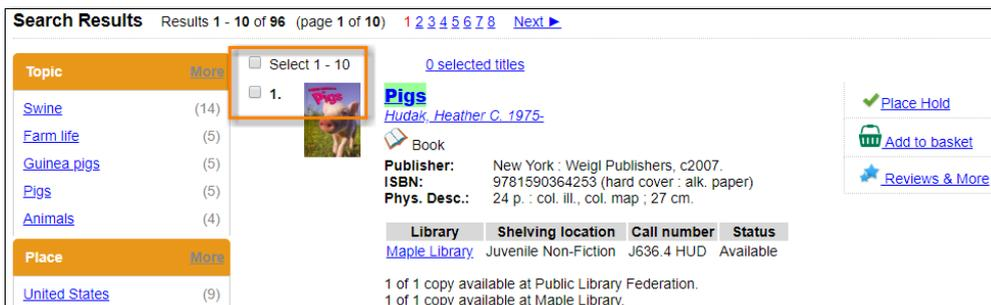 Search Results Results 1 - 10 of 96 (page 1 of 10) 1 2 3 4 5 6 7 8 Next ►
Topic More
Swine (14)
Farm life (5)
Guinea pigs (5)
Pigs (5)
Animals (4)
Place More
United States (9)
Select 1 - 10 0 selected titles
1.
Pigs
Pigs
Hudak, Heather C. 1975-
Book
Publisher: New York : Weigl Publishers, c2007.
ISBN: 9781590364253 (hard cover : alk. paper)
Phys. Desc.: 24 p. : col. ill., col. map ; 27 cm.
Library Shelving location Call number Status
Maple Library Juvenile Non-Fiction J636.4 HUD Available
1 of 1 copy available at Public Library Federation.
1 of 1 copy available at Maple Library.
Place Hold
Add to basket
Reviews & More